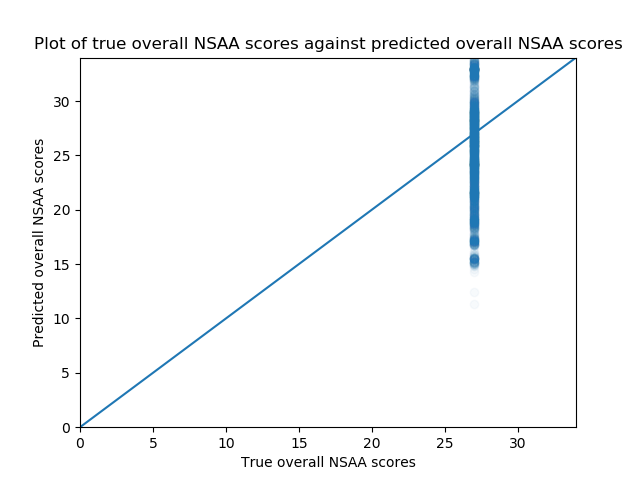 Plot of true overall NSAA scores against predicted overall NSAA scores
Predicted overall NSAA scores
30
25
20
15
10
5
0
0 5 10 15 20 25 30
True overall NSAA scores